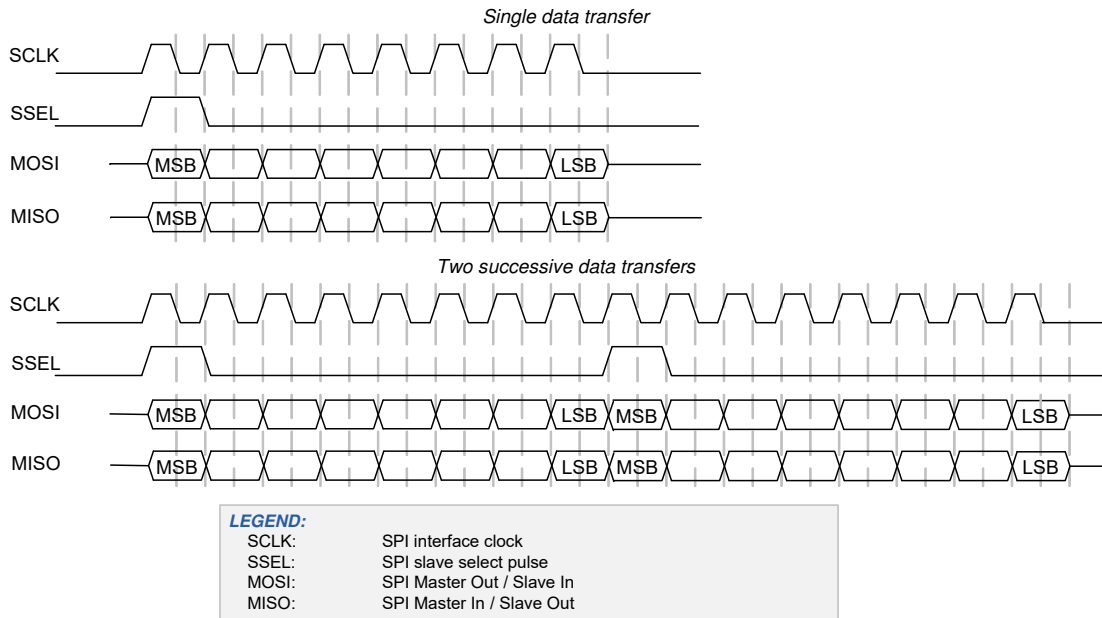 Single data transfer
SCLK
SSEL
MOSI MSB LSB
MISO MSB LSB
Two successive data transfers
SCLK
SSEL
MOSI MSB LSB MSB LSB
MISO MSB LSB MSB LSB
LEGEND:
SCLK: SPI interface clock
SSEL: SPI slave select pulse
MOSI: SPI Master Out / Slave In
MISO: SPI Master In / Slave Out